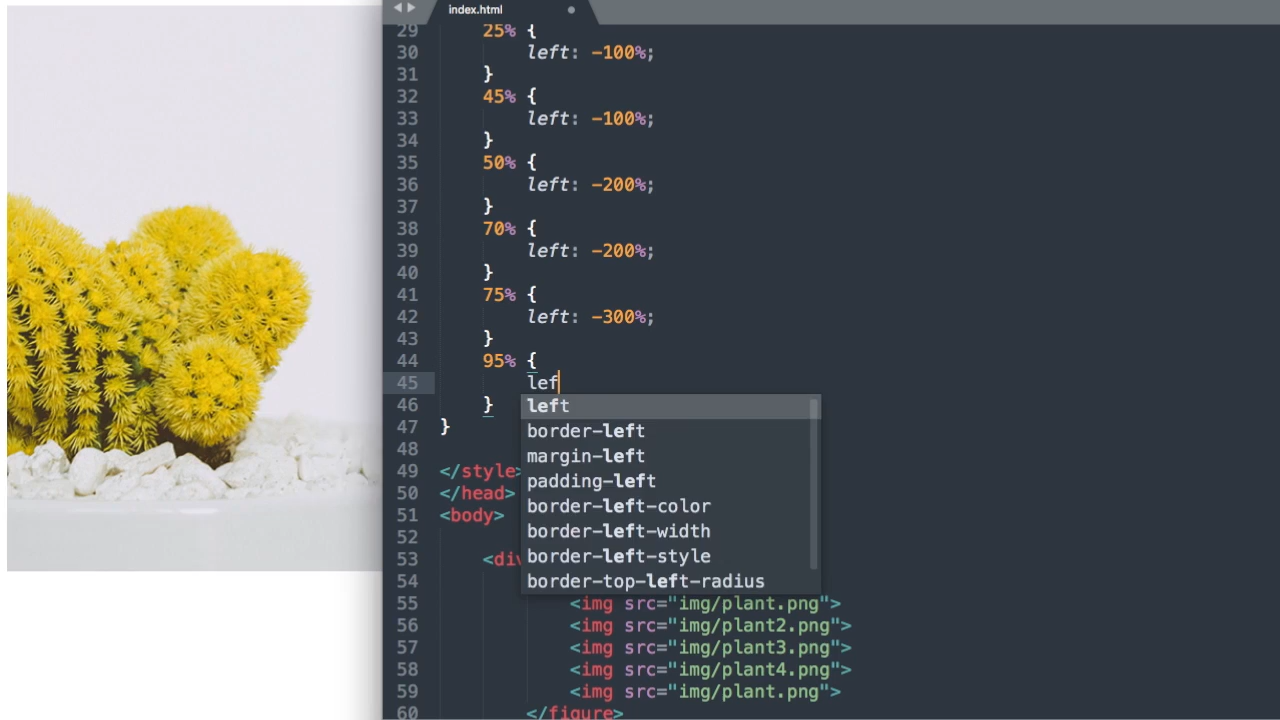 index.html
29 25% {
30 left: -100%;
31 }
32 45% {
33 left: -100%;
34 }
35 50% {
36 left: -200%;
37 }
38 70% {
39 left: -200%;
40 }
41 75% {
42 left: -300%;
43 }
44 95% {
45 lef
46 }
left
border-left
margin-left
padding-left
border-left-color
border-left-width
border-left-style
border-top-left-radius
47 }
48
49 </style>
50 </head>
51 <body>
52
53 <div
54
55 <img src="img/plant.png">
56 <img src="img/plant2.png">
57 <img src="img/plant3.png">
58 <img src="img/plant4.png">
59 <img src="img/plant.png">
60 </figure>